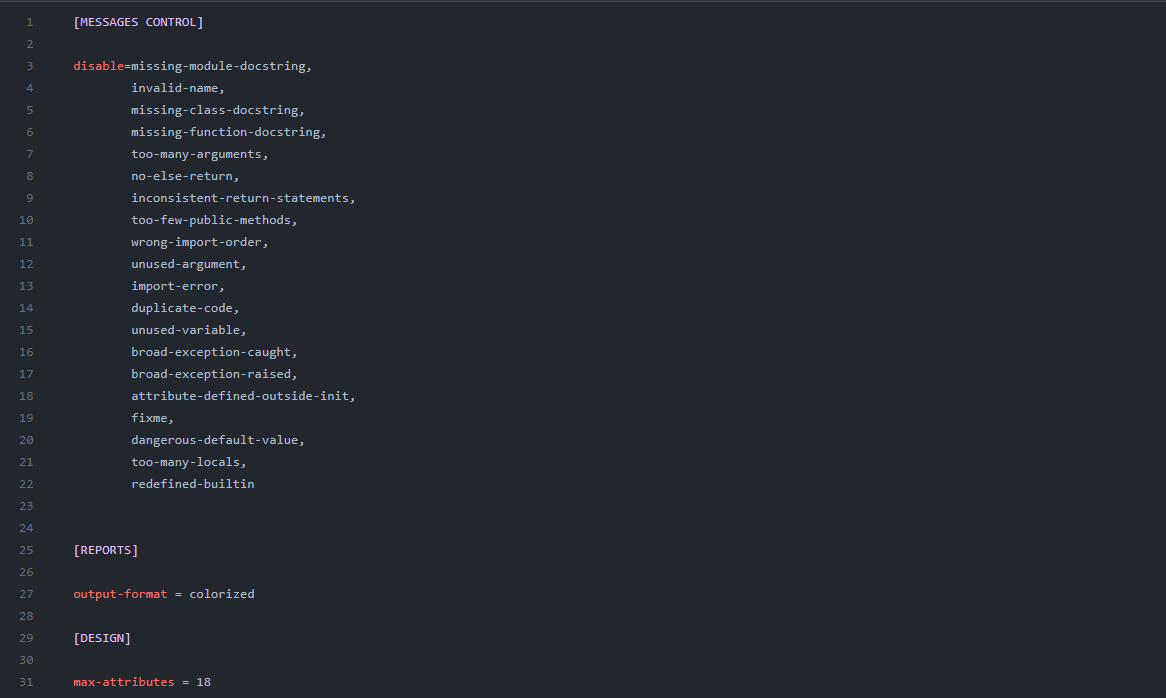 1 [MESSAGES CONTROL]
2
3 disable=missing-module-docstring,
4 invalid-name,
5 missing-class-docstring,
6 missing-function-docstring,
7 too-many-arguments,
8 no-else-return,
9 inconsistent-return-statements,
10 too-few-public-methods,
11 wrong-import-order,
12 unused-argument,
13 import-error,
14 duplicate-code,
15 unused-variable,
16 broad-exception-caught,
17 broad-exception-raised,
18 attribute-defined-outside-init,
19 fixme,
20 dangerous-default-value,
21 too-many-locals,
22 redefined-builtin
23
24
25 [REPORTS]
26
27 output-format = colorized
28
29 [DESIGN]
30
31 max-attributes = 18